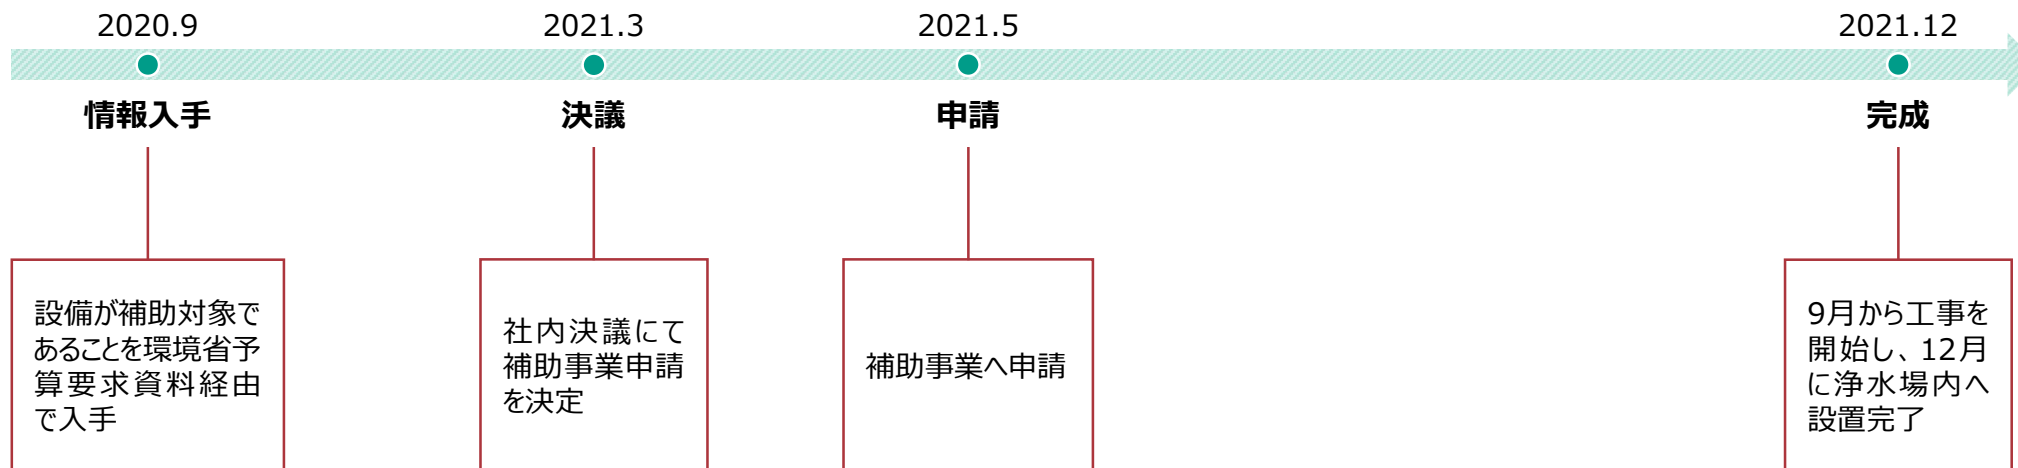 2020.9
2021.3
2021.5
2021.12
情報入手
決議
申請
完成
設備が補助対象で
あることを環境省予
算要求資料経由
で入手
社内決議にて
補助事業申請
を決定
補助事業へ申請
9月から工事を
開始し、12月
に浄水場内へ
設置完了